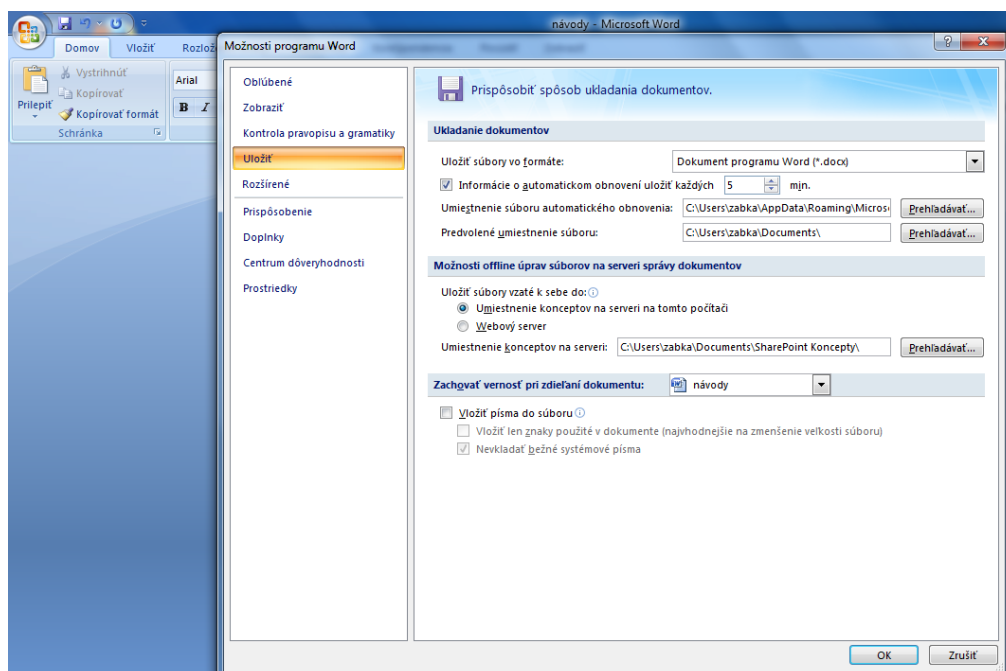 návody - Microsoft Word
Domov Vložiť
Vystrihnúť
Kopírovať
Prilepiť
Kopírovať formát
Schránka
Arial
B I
Možnosti programu Word
Obľúbené
Zobraziť
Kontrola pravopisu a gramatiky
Uložiť
Rozšírené
Prispôsobenie
Doplnky
Centrum dôveryhodnosti
Prostriedky
Prispôsobiť spôsob ukladania dokumentov.
Ukladanie dokumentov
Uložiť súbory vo formáte: Dokument programu Word (*.docx)
Informácie o automatickom obnovení uložiť každých 5 min.
Umiestnenie súboru automatického obnovenia: C:\Users\zabka\AppData\Roaming\Micros Prehľadávať...
Predvolené umiestnenie súboru: C:\Users\zabka\Documents\ Prehľadávať...
Možnosti offline úprav súborov na serveri správy dokumentov
Uložiť súbory vzaté k sebe do:
Umiestnenie konceptov na serveri na tomto počítači
Webový server
Umiestnenie konceptov na serveri: C:\Users\zabka\Documents\SharePoint Koncepty\ Prehľadávať...
Zachovať vernosť pri zdieľaní dokumentu: návody
Vložiť písma do súboru
Vložiť len znaky použité v dokumente (najvhodnejšie na zmenšenie veľkosti súboru)
Nevkladať bežné systémové písma
OK Zrušiť